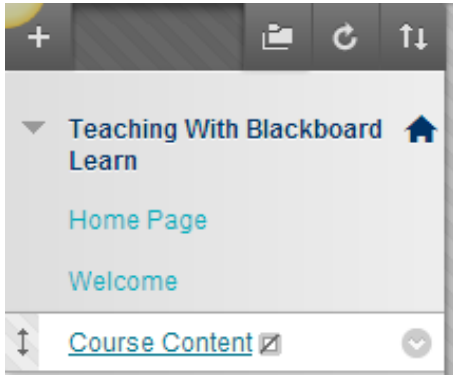 Teaching With Blackboard
Learn
Home Page
Welcome
Course Content